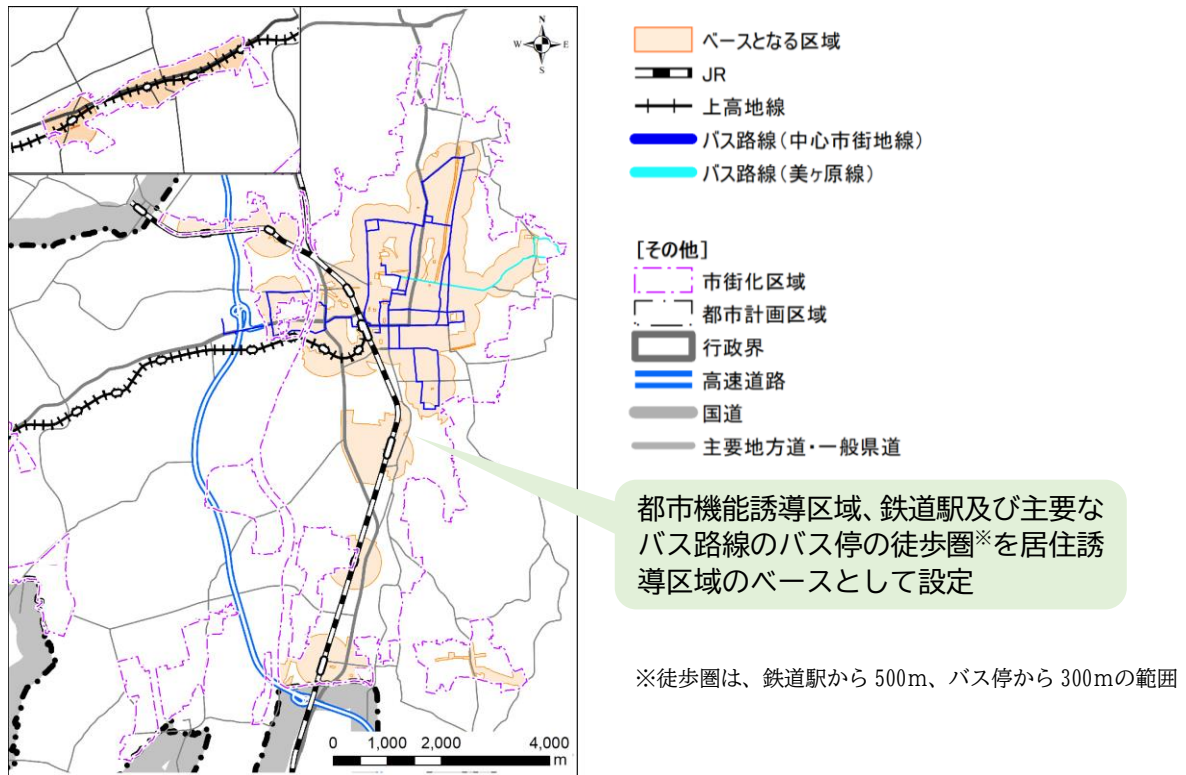 N
W E
S
ベースとなる区域
JR
上高地線
バス路線(中心市街地線)
バス路線(美ヶ原線)
[その他]
市街化区域
都市計画区域
行政界
高速道路
国道
主要地方道・一般県道
都市機能誘導区域、鉄道駅及び主要な
バス路線のバス停の徒歩圏※を居住誘
導区域のベースとして設定
※徒歩圏は、鉄道駅から 500m、バス停から 300mの範囲
0 1,000 2,000 4,000
m